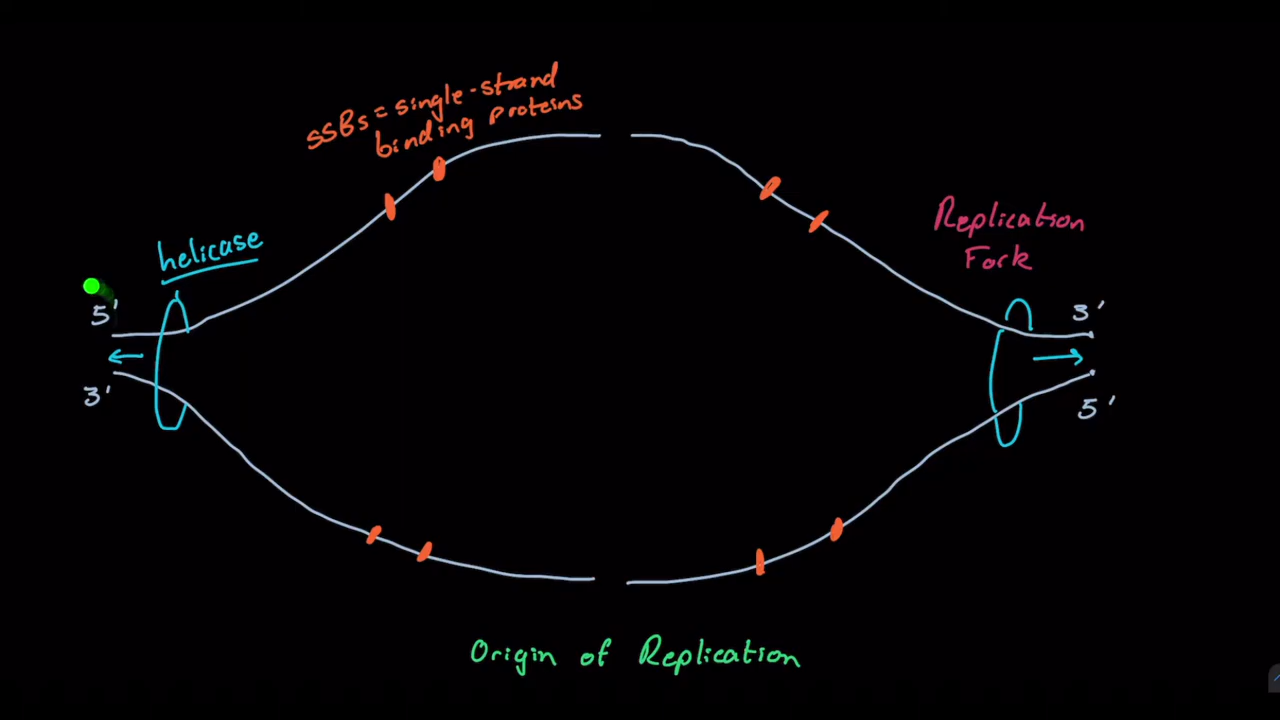 SSBs = single-strand
binding proteins
helicase
Replication
Fork
5'
3'
3'
5'
Origin of Replication